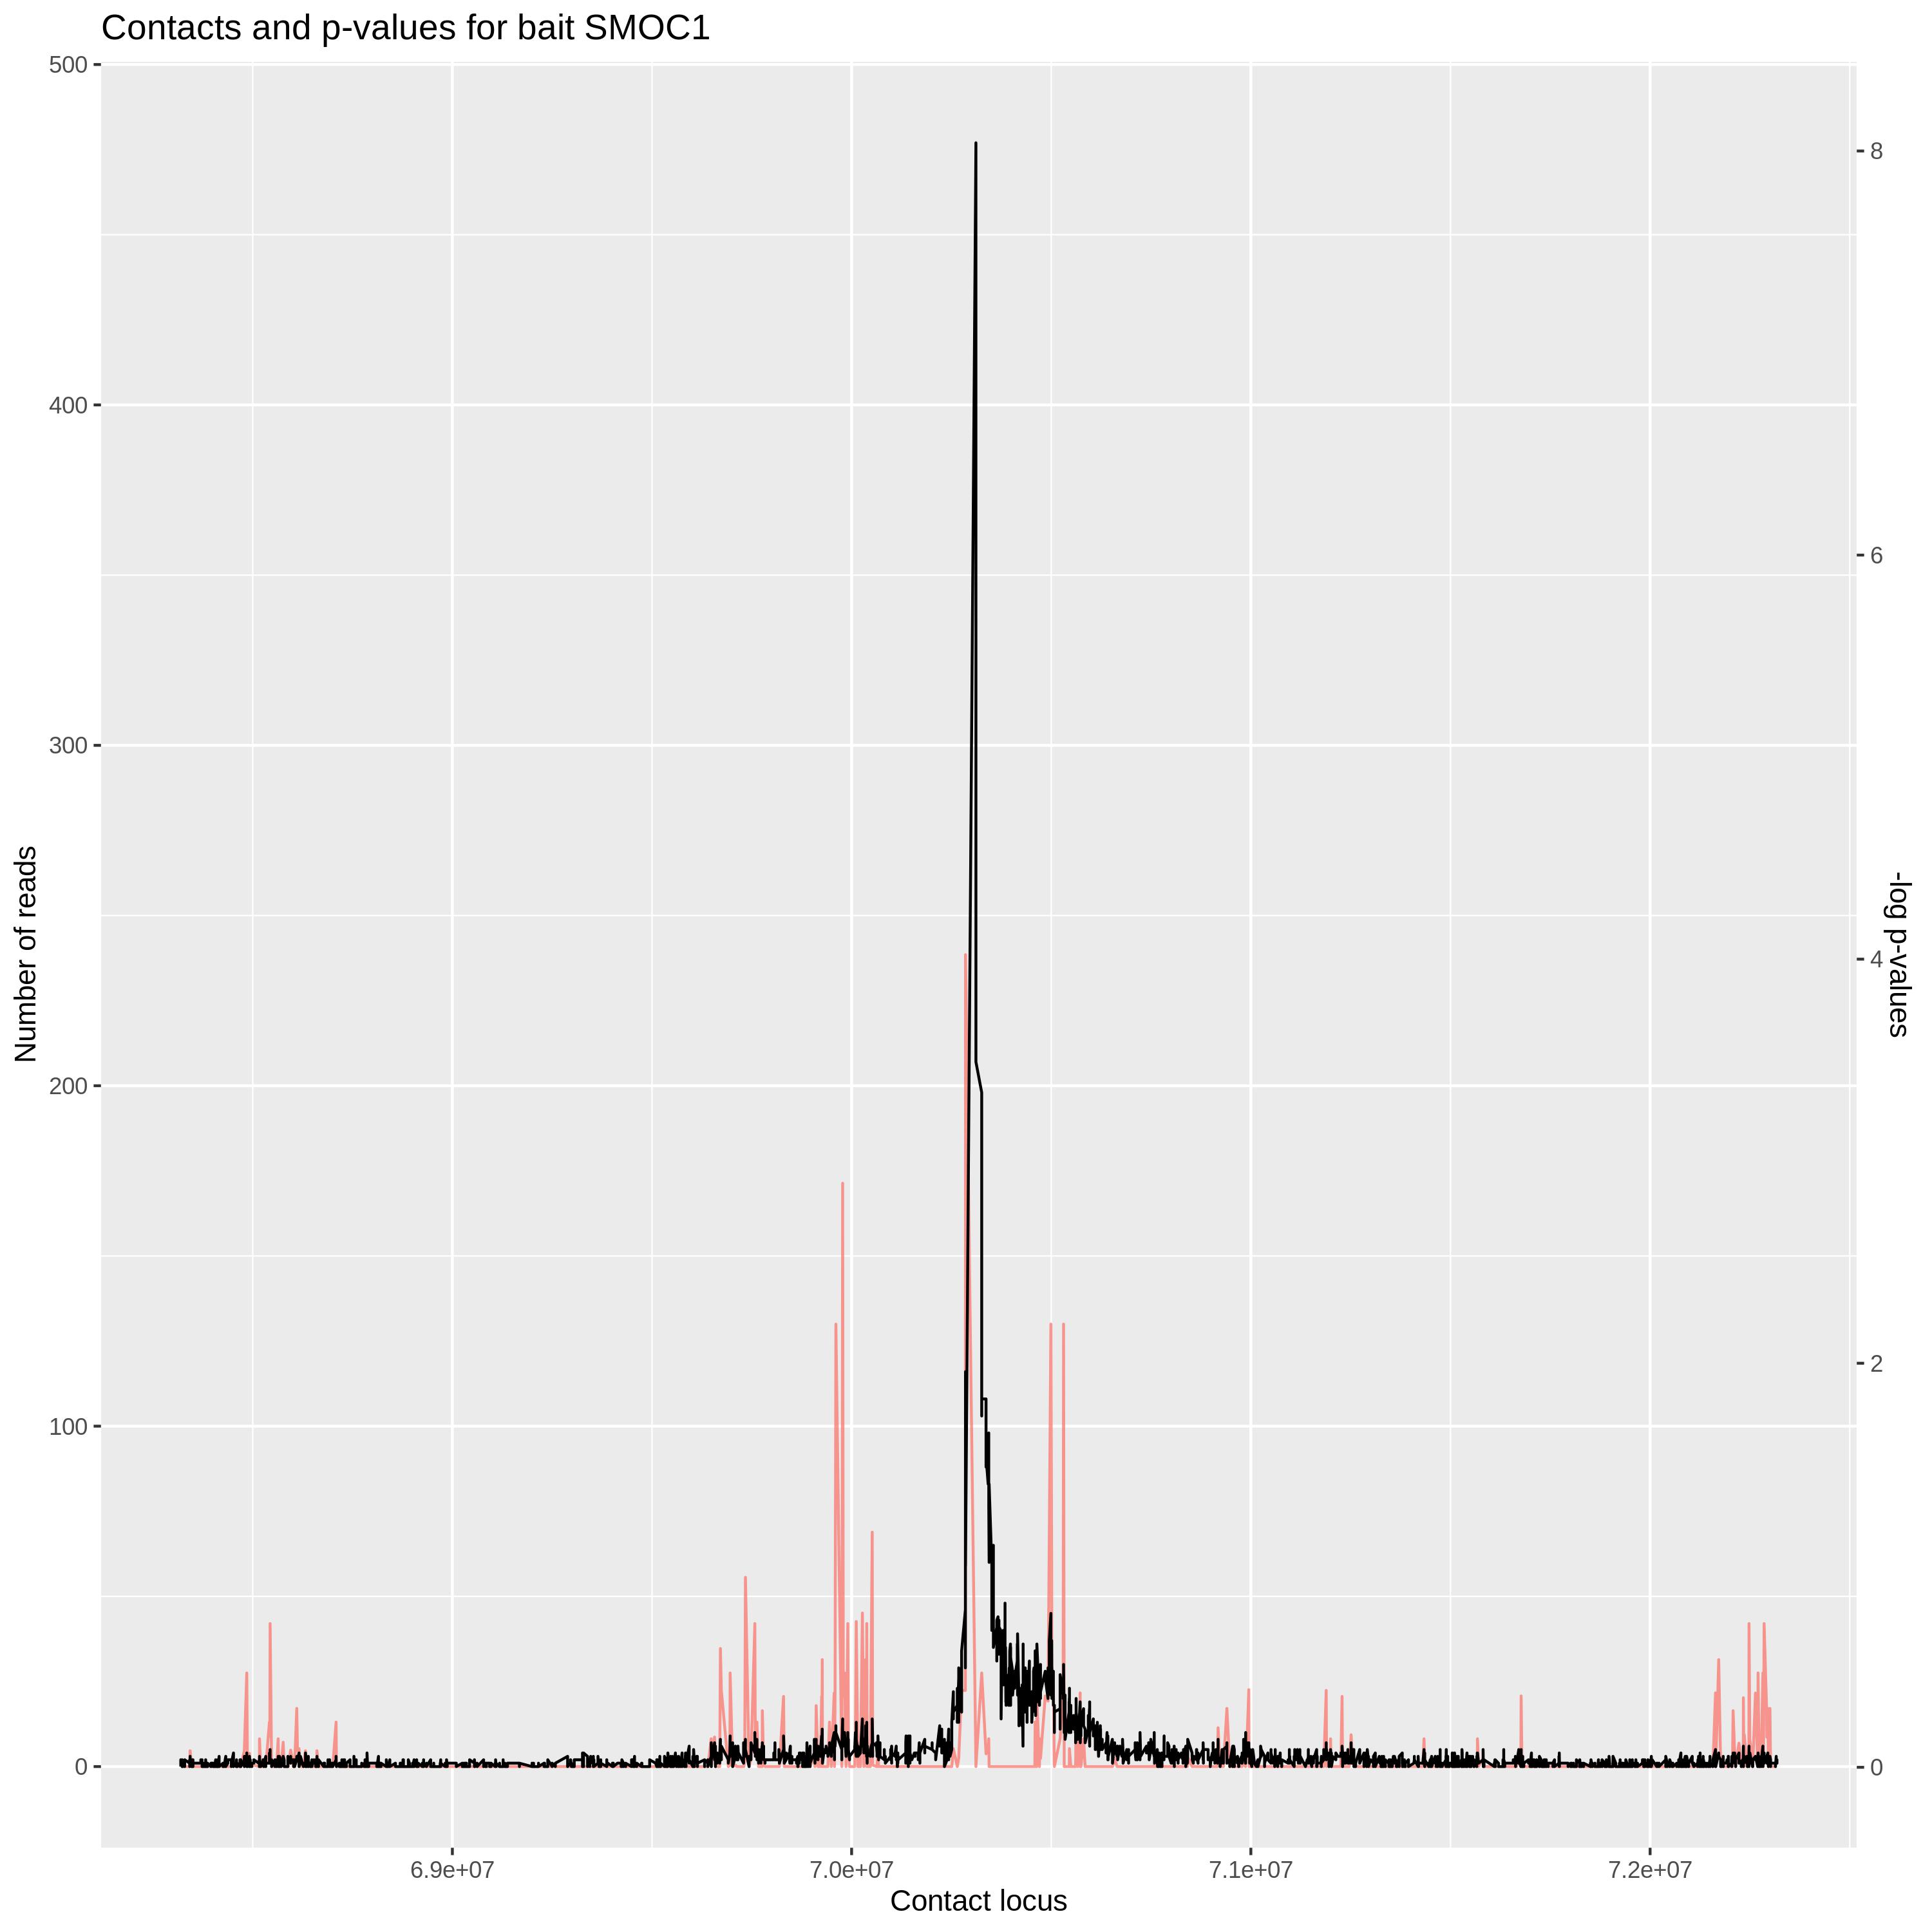 Contacts and p-values for bait SMOC1
500
400
300
200
100
0
Number of reads
8
6
4
2
0
-log p-values
6.9e+07 7.0e+07 7.1e+07 7.2e+07
Contact locus